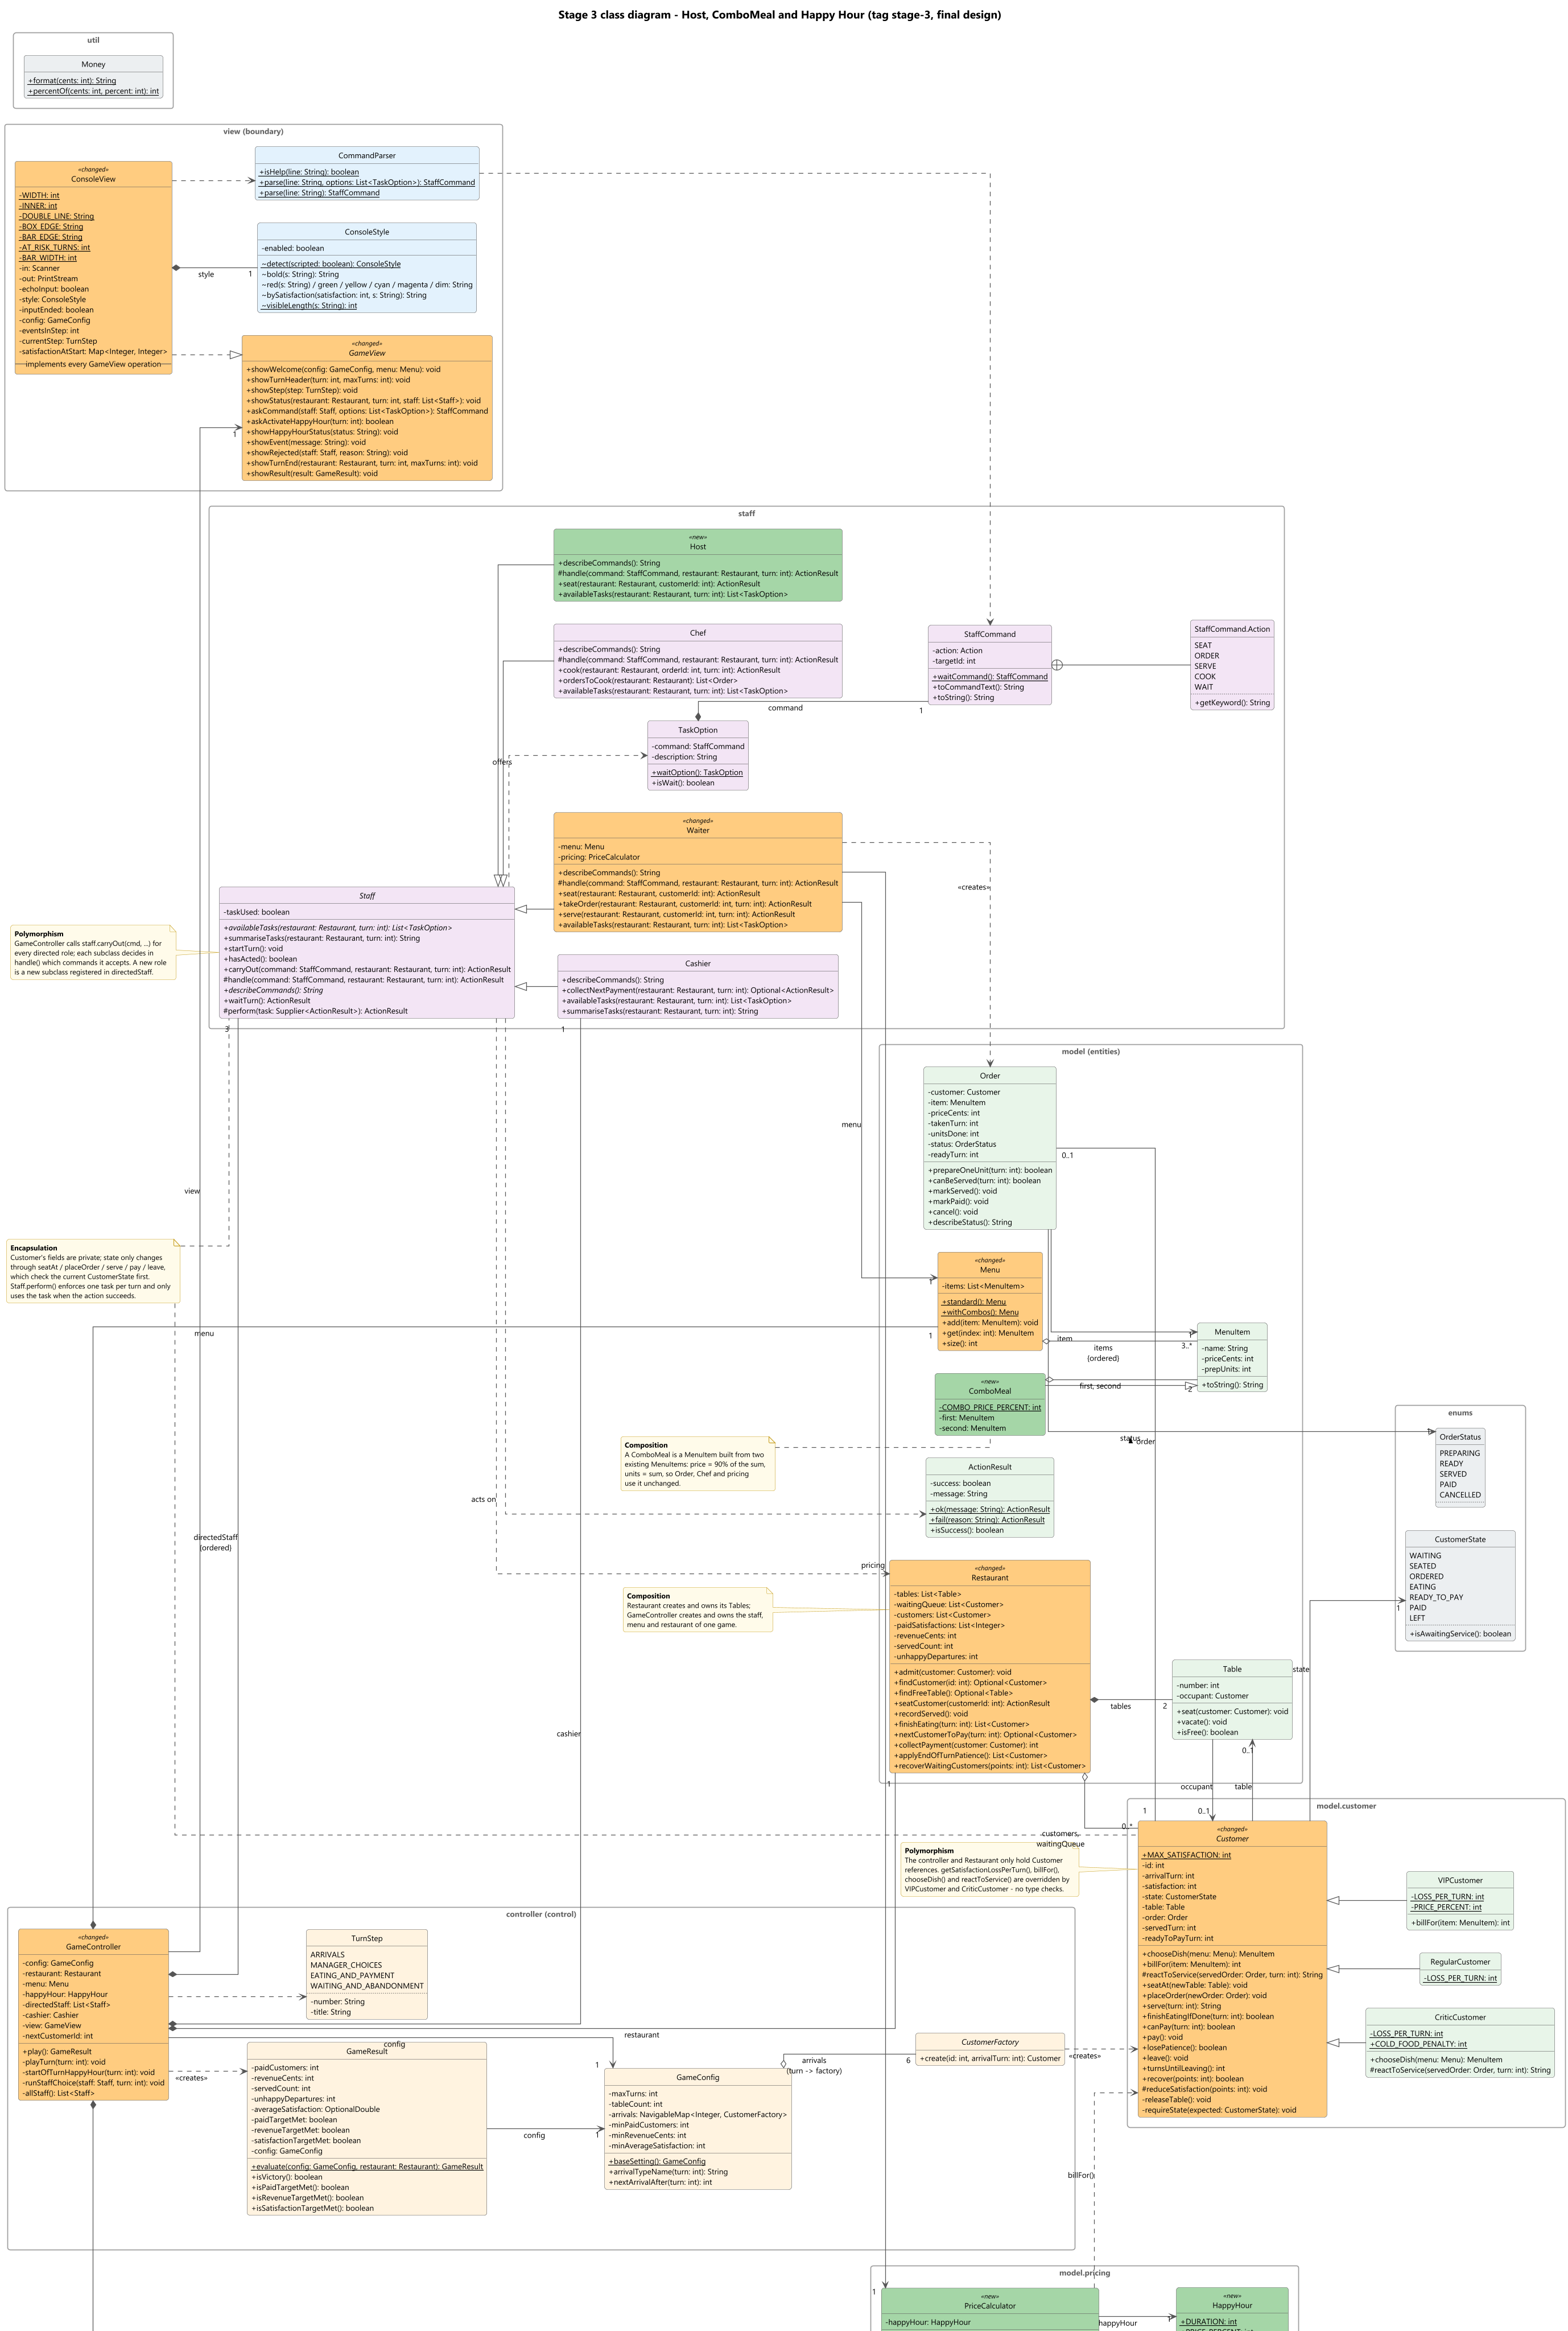 Stage 3 class diagram - Host, ComboMeal and Happy Hour (tag stage-3, final design)
util
Money
+format(cents: int): String
+percentOf(cents: int, percent: int): int
view (boundary)
«changed»
ConsoleView
-WIDTH: int
-INNER: int
-DOUBLE_LINE: String
-BOX_EDGE: String
-BAR_EDGE: String
-AT_RISK_TURNS: int
-BAR_WIDTH: int
-in: Scanner
-out: PrintStream
-echoInput: boolean
-style: ConsoleStyle
-inputEnded: boolean
-config: GameConfig
-eventsInStep: int
-currentStep: TurnStep
-satisfactionAtStart: Map<Integer, Integer>
implements every GameView operation
CommandParser
+isHelp(line: String): boolean
+parse(line: String, options: List<TaskOption>): StaffCommand
+parse(line: String): StaffCommand
ConsoleStyle
-enabled: boolean
~detect(scripted: boolean): ConsoleStyle
~bold(s: String): String
~red(s: String) / green / yellow / cyan / magenta / dim: String
~bySatisfaction(satisfaction: int, s: String): String
~visibleLength(s: String): int
style
1
«changed»
GameView
+showWelcome(config: GameConfig, menu: Menu): void
+showTurnHeader(turn: int, maxTurns: int): void
+showStep(step: TurnStep): void
+showStatus(restaurant: Restaurant, turn: int, staff: List<Staff>): void
+askCommand(staff: Staff, options: List<TaskOption>): StaffCommand
+askActivateHappyHour(turn: int): boolean
+showHappyHourStatus(status: String): void
+showEvent(message: String): void
+showRejected(staff: Staff, reason: String): void
+showTurnEnd(restaurant: Restaurant, turn: int, maxTurns: int): void
+showResult(result: GameResult): void
1
staff
«new»
Host
+describeCommands(): String
#handle(command: StaffCommand, restaurant: Restaurant, turn: int): ActionResult
+seat(restaurant: Restaurant, customerId: int): ActionResult
+availableTasks(restaurant: Restaurant, turn: int): List<TaskOption>
Chef
+describeCommands(): String
#handle(command: StaffCommand, restaurant: Restaurant, turn: int): ActionResult
+cook(restaurant: Restaurant, orderId: int, turn: int): ActionResult
+ordersToCook(restaurant: Restaurant): List<Order>
+availableTasks(restaurant: Restaurant, turn: int): List<TaskOption>
StaffCommand
-action: Action
-targetId: int
+waitCommand(): StaffCommand
+toCommandText(): String
+toString(): String
StaffCommand.Action
SEAT
ORDER
SERVE
COOK
WAIT
+getKeyword(): String
command
1
TaskOption
-command: StaffCommand
-description: String
+waitOption(): TaskOption
+isWait(): boolean
offers
«changed»
Waiter
-menu: Menu
-pricing: PriceCalculator
+describeCommands(): String
#handle(command: StaffCommand, restaurant: Restaurant, turn: int): ActionResult
+seat(restaurant: Restaurant, customerId: int): ActionResult
+takeOrder(restaurant: Restaurant, customerId: int, turn: int): ActionResult
+serve(restaurant: Restaurant, customerId: int, turn: int): ActionResult
+availableTasks(restaurant: Restaurant, turn: int): List<TaskOption>
«creates»
Staff
-taskUsed: boolean
+availableTasks(restaurant: Restaurant, turn: int): List<TaskOption>
+summariseTasks(restaurant: Restaurant, turn: int): String
+startTurn(): void
+hasActed(): boolean
+carryOut(command: StaffCommand, restaurant: Restaurant, turn: int): ActionResult
#handle(command: StaffCommand, restaurant: Restaurant, turn: int): ActionResult
+describeCommands(): String
+waitTurn(): ActionResult
#perform(task: Supplier<ActionResult>): ActionResult
3
Polymorphism
GameController calls staff.carryOut(cmd, ...) for
every directed role; each subclass decides in
handle() which commands it accepts. A new role
is a new subclass registered in directedStaff.
Cashier
+describeCommands(): String
+collectNextPayment(restaurant: Restaurant, turn: int): Optional<ActionResult>
+availableTasks(restaurant: Restaurant, turn: int): List<TaskOption>
+summariseTasks(restaurant: Restaurant, turn: int): String
1
model (entities)
Order
-customer: Customer
-item: MenuItem
-priceCents: int
-takenTurn: int
-unitsDone: int
-status: OrderStatus
-readyTurn: int
+prepareOneUnit(turn: int): boolean
+canBeServed(turn: int): boolean
+markServed(): void
+markPaid(): void
+cancel(): void
+describeStatus(): String
0..1
menu
view
Encapsulation
Customer's fields are private; state only changes
through seatAt / placeOrder / serve / pay / leave,
which check the current CustomerState first.
Staff.perform() enforces one task per turn and only
uses the task when the action succeeds.
«changed»
Menu
-items: List<MenuItem>
+standard(): Menu
+withCombos(): Menu
+add(item: MenuItem): void
+get(index: int): MenuItem
+size(): int
1
1
menu
item
1
items
(ordered)
3..*
MenuItem
-name: String
-priceCents: int
-prepUnits: int
+toString(): String
«new»
ComboMeal
-COMBO_PRICE_PERCENT: int
-first: MenuItem
-second: MenuItem
first, second
2
status
order
1
enums
OrderStatus
PREPARING
READY
SERVED
PAID
CANCELLED
CustomerState
WAITING
SEATED
ORDERED
EATING
READY_TO_PAY
PAID
LEFT
+isAwaitingService(): boolean
1
Composition
A ComboMeal is a MenuItem built from two
existing MenuItems: price = 90% of the sum,
units = sum, so Order, Chef and pricing
use it unchanged.
ActionResult
-success: boolean
-message: String
+ok(message: String): ActionResult
+fail(reason: String): ActionResult
+isSuccess(): boolean
acts on
directedStaff
(ordered)
pricing
«changed»
Restaurant
-tables: List<Table>
-waitingQueue: List<Customer>
-customers: List<Customer>
-paidSatisfactions: List<Integer>
-revenueCents: int
-servedCount: int
-unhappyDepartures: int
+admit(customer: Customer): void
+findCustomer(id: int): Optional<Customer>
+findFreeTable(): Optional<Table>
+seatCustomer(customerId: int): ActionResult
+recordServed(): void
+finishEating(turn: int): List<Customer>
+nextCustomerToPay(turn: int): Optional<Customer>
+collectPayment(customer: Customer): int
+applyEndOfTurnPatience(): List<Customer>
+recoverWaitingCustomers(points: int): List<Customer>
1
Composition
Restaurant creates and owns its Tables;
GameController creates and owns the staff,
menu and restaurant of one game.
tables
2
Table
-number: int
-occupant: Customer
+seat(customer: Customer): void
+vacate(): void
+isFree(): boolean
0..1
state
cashier
occupant
table
0..1
1
0..*
customers,
waitingQueue
model.customer
«changed»
Customer
+MAX_SATISFACTION: int
-id: int
-arrivalTurn: int
-satisfaction: int
-state: CustomerState
-table: Table
-order: Order
-servedTurn: int
-readyToPayTurn: int
+chooseDish(menu: Menu): MenuItem
+billFor(item: MenuItem): int
#reactToService(servedOrder: Order, turn: int): String
+seatAt(newTable: Table): void
+placeOrder(newOrder: Order): void
+serve(turn: int): String
+finishEatingIfDone(turn: int): boolean
+canPay(turn: int): boolean
+pay(): void
+losePatience(): boolean
+leave(): void
+turnsUntilLeaving(): int
+recover(points: int): boolean
#reduceSatisfaction(points: int): void
-releaseTable(): void
-requireState(expected: CustomerState): void
Polymorphism
The controller and Restaurant only hold Customer
references. getSatisfactionLossPerTurn(), billFor(),
chooseDish() and reactToService() are overridden by
VIPCustomer and CriticCustomer - no type checks.
VIPCustomer
-LOSS_PER_TURN: int
-PRICE_PERCENT: int
+billFor(item: MenuItem): int
RegularCustomer
-LOSS_PER_TURN: int
CriticCustomer
-LOSS_PER_TURN: int
+COLD_FOOD_PENALTY: int
+chooseDish(menu: Menu): MenuItem
#reactToService(servedOrder: Order, turn: int): String
controller (control)
«changed»
GameController
-config: GameConfig
-restaurant: Restaurant
-menu: Menu
-happyHour: HappyHour
-directedStaff: List<Staff>
-cashier: Cashier
-view: GameView
-nextCustomerId: int
+play(): GameResult
-playTurn(turn: int): void
-startOfTurnHappyHour(turn: int): void
-runStaffChoice(staff: Staff, turn: int): void
-allStaff(): List<Staff>
TurnStep
ARRIVALS
MANAGER_CHOICES
EATING_AND_PAYMENT
WAITING_AND_ABANDONMENT
-number: String
-title: String
restaurant
config
1
«creates»
GameResult
-paidCustomers: int
-revenueCents: int
-servedCount: int
-unhappyDepartures: int
-averageSatisfaction: OptionalDouble
-paidTargetMet: boolean
-revenueTargetMet: boolean
-satisfactionTargetMet: boolean
-config: GameConfig
+evaluate(config: GameConfig, restaurant: Restaurant): GameResult
+isVictory(): boolean
+isPaidTargetMet(): boolean
+isRevenueTargetMet(): boolean
+isSatisfactionTargetMet(): boolean
config
1
GameConfig
-maxTurns: int
-tableCount: int
-arrivals: NavigableMap<Integer, CustomerFactory>
-minPaidCustomers: int
-minRevenueCents: int
-minAverageSatisfaction: int
+baseSetting(): GameConfig
+arrivalTypeName(turn: int): String
+nextArrivalAfter(turn: int): int
arrivals
(turn -> factory)
6
CustomerFactory
+create(id: int, arrivalTurn: int): Customer
«creates»
billFor()
model.pricing
1
«new»
PriceCalculator
-happyHour: HappyHour
happyHour
1
«new»
HappyHour
+DURATION: int